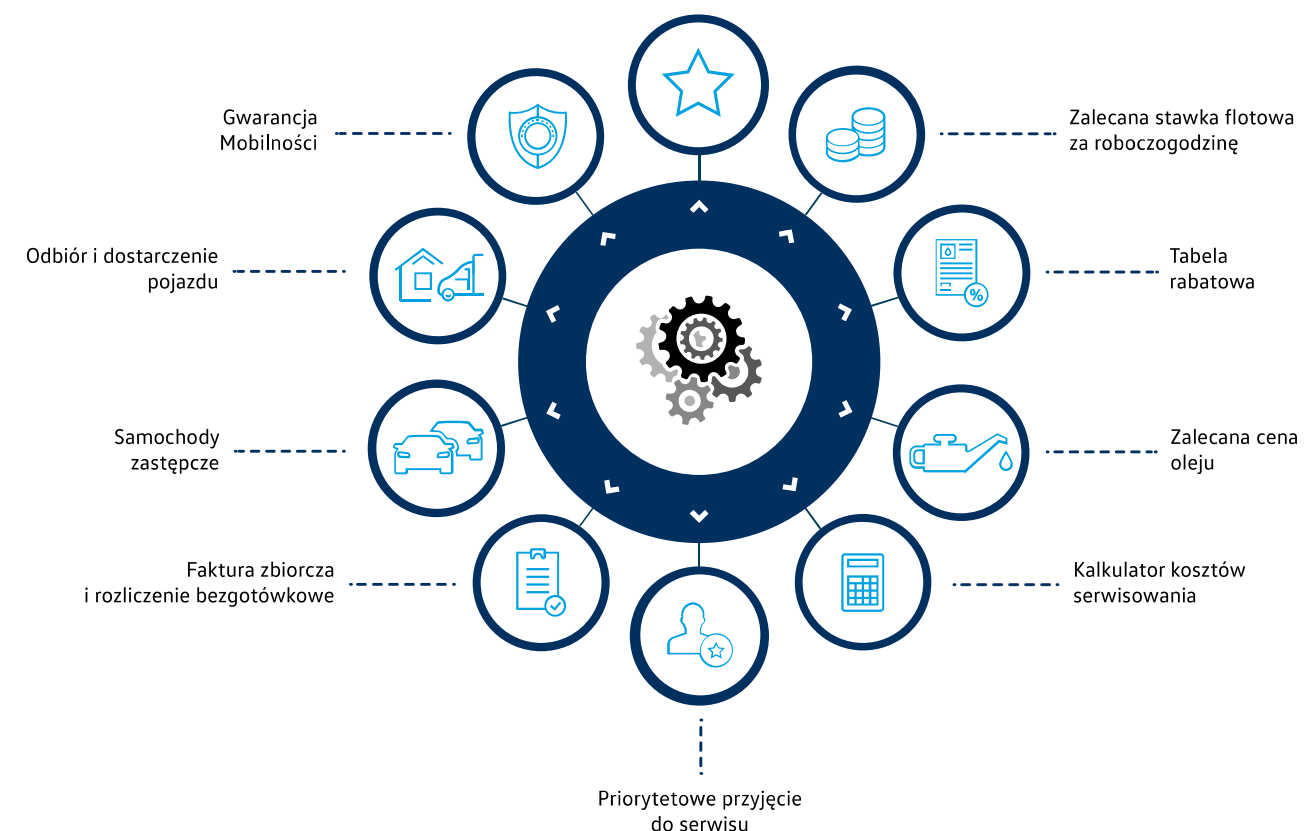 Gwarancja
Mobilności
Zalecana stawka flotowa
za roboczogodzinę
Odbiór i dostarczenie
pojazdu
Tabela
rabatowa
%
Samochody
zastępcze
Zalecana cena
oleju
Faktura zbiorcza
i rozliczenie bezgotówkowe
Kalkulator kosztów
serwisowania
Priorytetowe przyjęcie
do serwisu